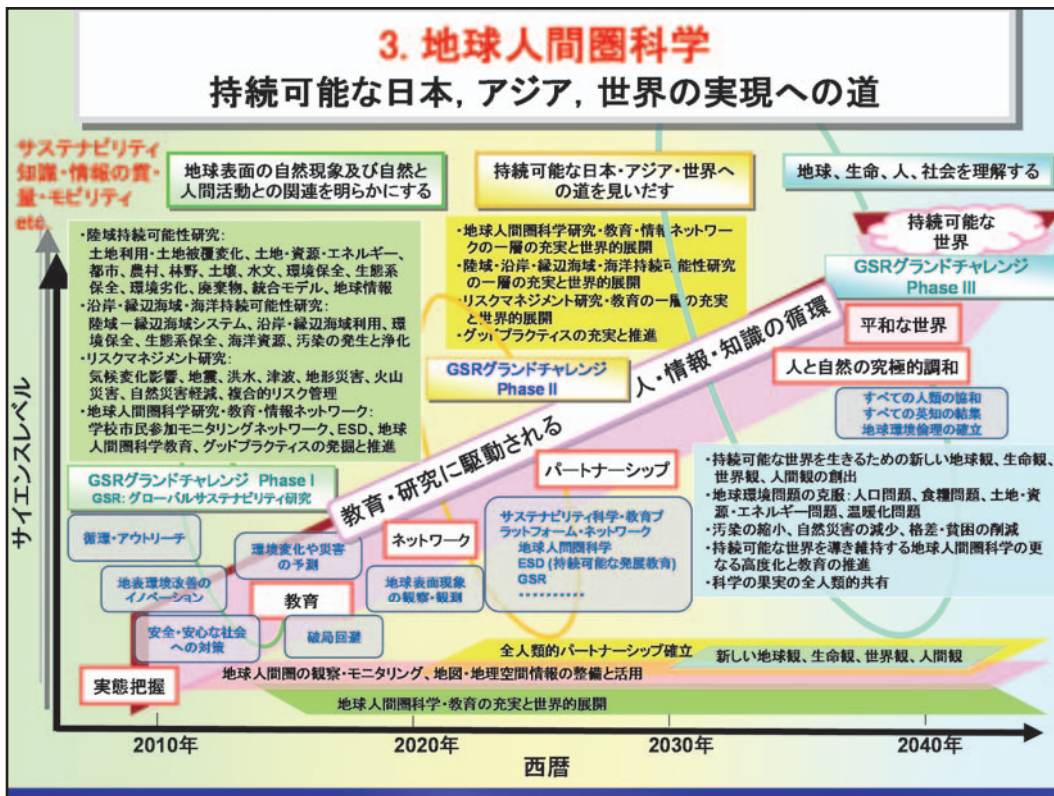 3. 地球人間圏科学
持続可能な日本，アジア，世界の実現への道
サステナビリティ
知識・情報の質・
量・モビリティ
etc.
地球表面の自然現象及び自然と
人間活動との関連を明らかにする
持続可能な日本・アジア・世界へ
の道を見いだす
地球、生命、人、社会を理解する
・陸域持続可能性研究：
土地利用・土地被覆変化、土地・資源・エネルギー、
都市、農村、林野、土壌、水文、環境保全、生態系
保全、環境劣化、廃棄物、統合モデル、地球情報
・沿岸・縁辺海域・海洋持続可能性研究：
陸域－縁辺海域システム、沿岸・縁辺海域利用、環
境保全、生態系保全、海洋資源、汚染の発生と浄化
・リスクマネジメント研究：
気候変化影響、地震、洪水、津波、地形災害、火山
災害、自然災害軽減、複合的リスク管理
・地球人間圏科学研究・教育・情報ネットワーク：
学校市民参加モニタリングネットワーク、ESD、地球
人間圏科学教育、グッドプラクティスの発掘と推進
・地球人間圏科学研究・教育・情報ネットワー
クの一層の充実と世界的展開
・陸域・沿岸・縁辺海域・海洋持続可能性研究
の一層の充実と世界的展開
・リスクマネジメント研究・教育の一層の充実
と世界的展開
・グッドプラクティスの充実と推進
持続可能な
世界
GSRグランドチャレンジ
Phase III
GSRグランドチャレンジ
Phase II
平和な世界
人と自然の究極的調和
すべての人類の協和
すべての英知の結集
地球環境倫理の確立
教育・研究に駆動される 人・情報・知識の循環
GSRグランドチャレンジ Phase I
GSR: グローバルサステナビリティ研究
パートナーシップ
ネットワーク
教育
実態把握
循環・アウトリーチ
環境変化や災害
の予測
地表環境改善の
イノベーション
地球表面現象
の観察・観測
安全・安心な社会
への対策
破局回避
サステナビリティ科学・教育プ
ラットフォーム・ネットワーク
地球人間圏科学
ESD (持続可能な発展教育)
GSR
・・・・・・・・・・
・持続可能な世界を生きるための新しい地球観、生命観、
世界観、人間観の創出
・地球環境問題の克服：人口問題、食糧問題、土地・資
源・エネルギー問題、温暖化問題
・汚染の縮小、自然災害の減少、格差・貧困の削減
・持続可能な世界を導き維持する地球人間圏科学の更
なる高度化と教育の推進
・科学の果実の全人類的共有
全人類的パートナーシップ確立
新しい地球観、生命観、世界観、人間観
地球人間圏の観察・モニタリング、地図・地理空間情報の整備と活用
地球人間圏科学・教育の充実と世界的展開
サイエンスレベル
2010年
2020年
2030年
2040年
西暦